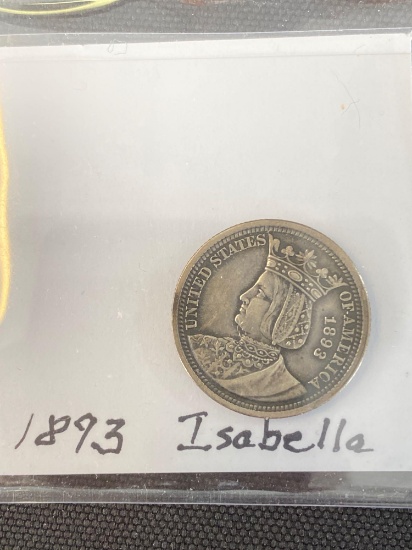 UNITED STATES OF AMERICA
1893
1893 Isabella